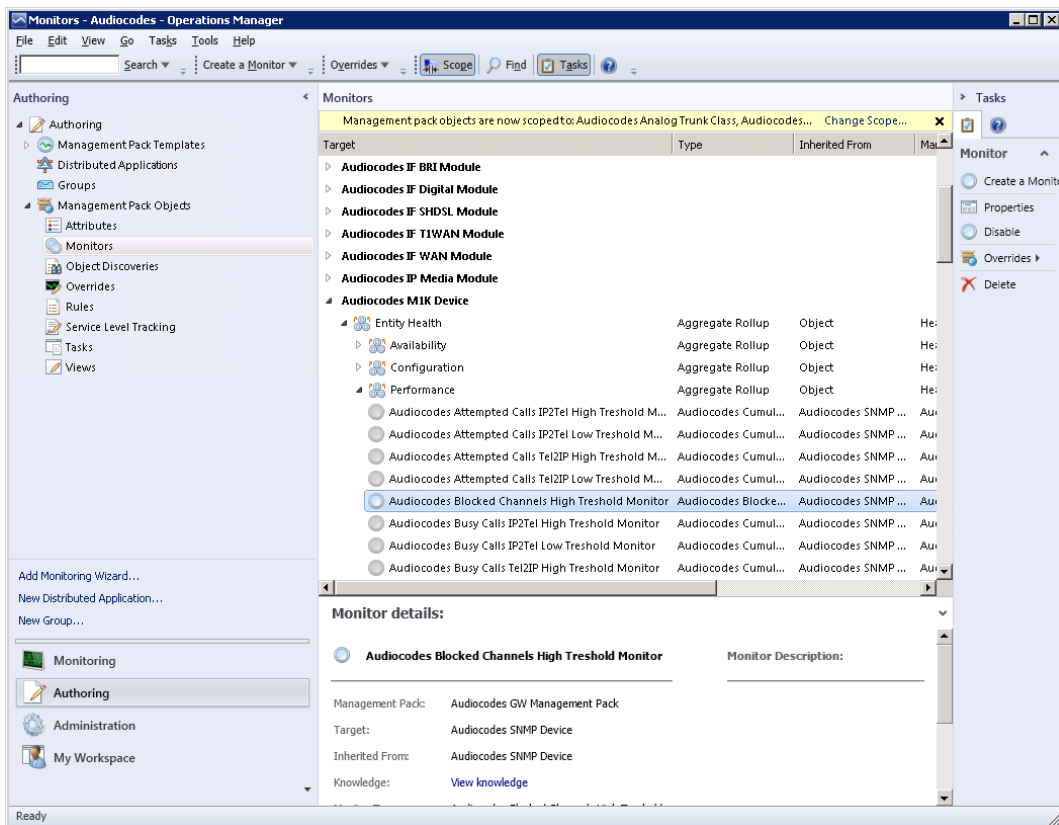 Monitors - Audiocodes - Operations Manager
File Edit View Go Tasks Tools Help
Search Create a Monitor Overrides Scope Find Tasks
Authoring
Authoring
Management Pack Templates
Distributed Applications
Groups
Management Pack Objects
Attributes
Monitors
Object Discoveries
Overrides
Rules
Service Level Tracking
Tasks
Views
Add Monitoring Wizard...
New Distributed Application...
New Group...
Monitoring
Authoring
Administration
My Workspace
Monitors
Management pack objects are now scoped to: Audiocodes Analog Trunk Class, Audiocodes... Change Scope...
Target Type Inherited From
Audiocodes IF BRI Module
Audiocodes IF Digital Module
Audiocodes IF SHDSL Module
Audiocodes IF T1WAN Module
Audiocodes IF WAN Module
Audiocodes IP Media Module
Audiocodes M1K Device
Entity Health Aggregate Rollup Object
Availability Aggregate Rollup Object
Configuration Aggregate Rollup Object
Performance Aggregate Rollup Object
Audiocodes Attempted Calls IP2Tel High Treshold M... Audiocodes Cumul... Audiocodes SNMP ...
Audiocodes Attempted Calls IP2Tel Low Treshold M... Audiocodes Cumul... Audiocodes SNMP ...
Audiocodes Attempted Calls Tel2IP High Treshold M... Audiocodes Cumul... Audiocodes SNMP ...
Audiocodes Attempted Calls Tel2IP Low Treshold M... Audiocodes Cumul... Audiocodes SNMP ...
Audiocodes Blocked Channels High Treshold Monitor Audiocodes Blocke... Audiocodes SNMP ...
Audiocodes Busy Calls IP2Tel High Treshold Monitor Audiocodes Cumul... Audiocodes SNMP ...
Audiocodes Busy Calls IP2Tel Low Treshold Monitor Audiocodes Cumul... Audiocodes SNMP ...
Audiocodes Busy Calls Tel2IP High Treshold Monitor Audiocodes Cumul... Audiocodes SNMP ...
Monitor details:
Audiocodes Blocked Channels High Treshold Monitor Monitor Description:
Management Pack: Audiocodes GW Management Pack
Target: Audiocodes SNMP Device
Inherited From: Audiocodes SNMP Device
Knowledge: View knowledge
Tasks
Monitor
Create a Monito
Properties
Disable
Overrides
Delete
Ready